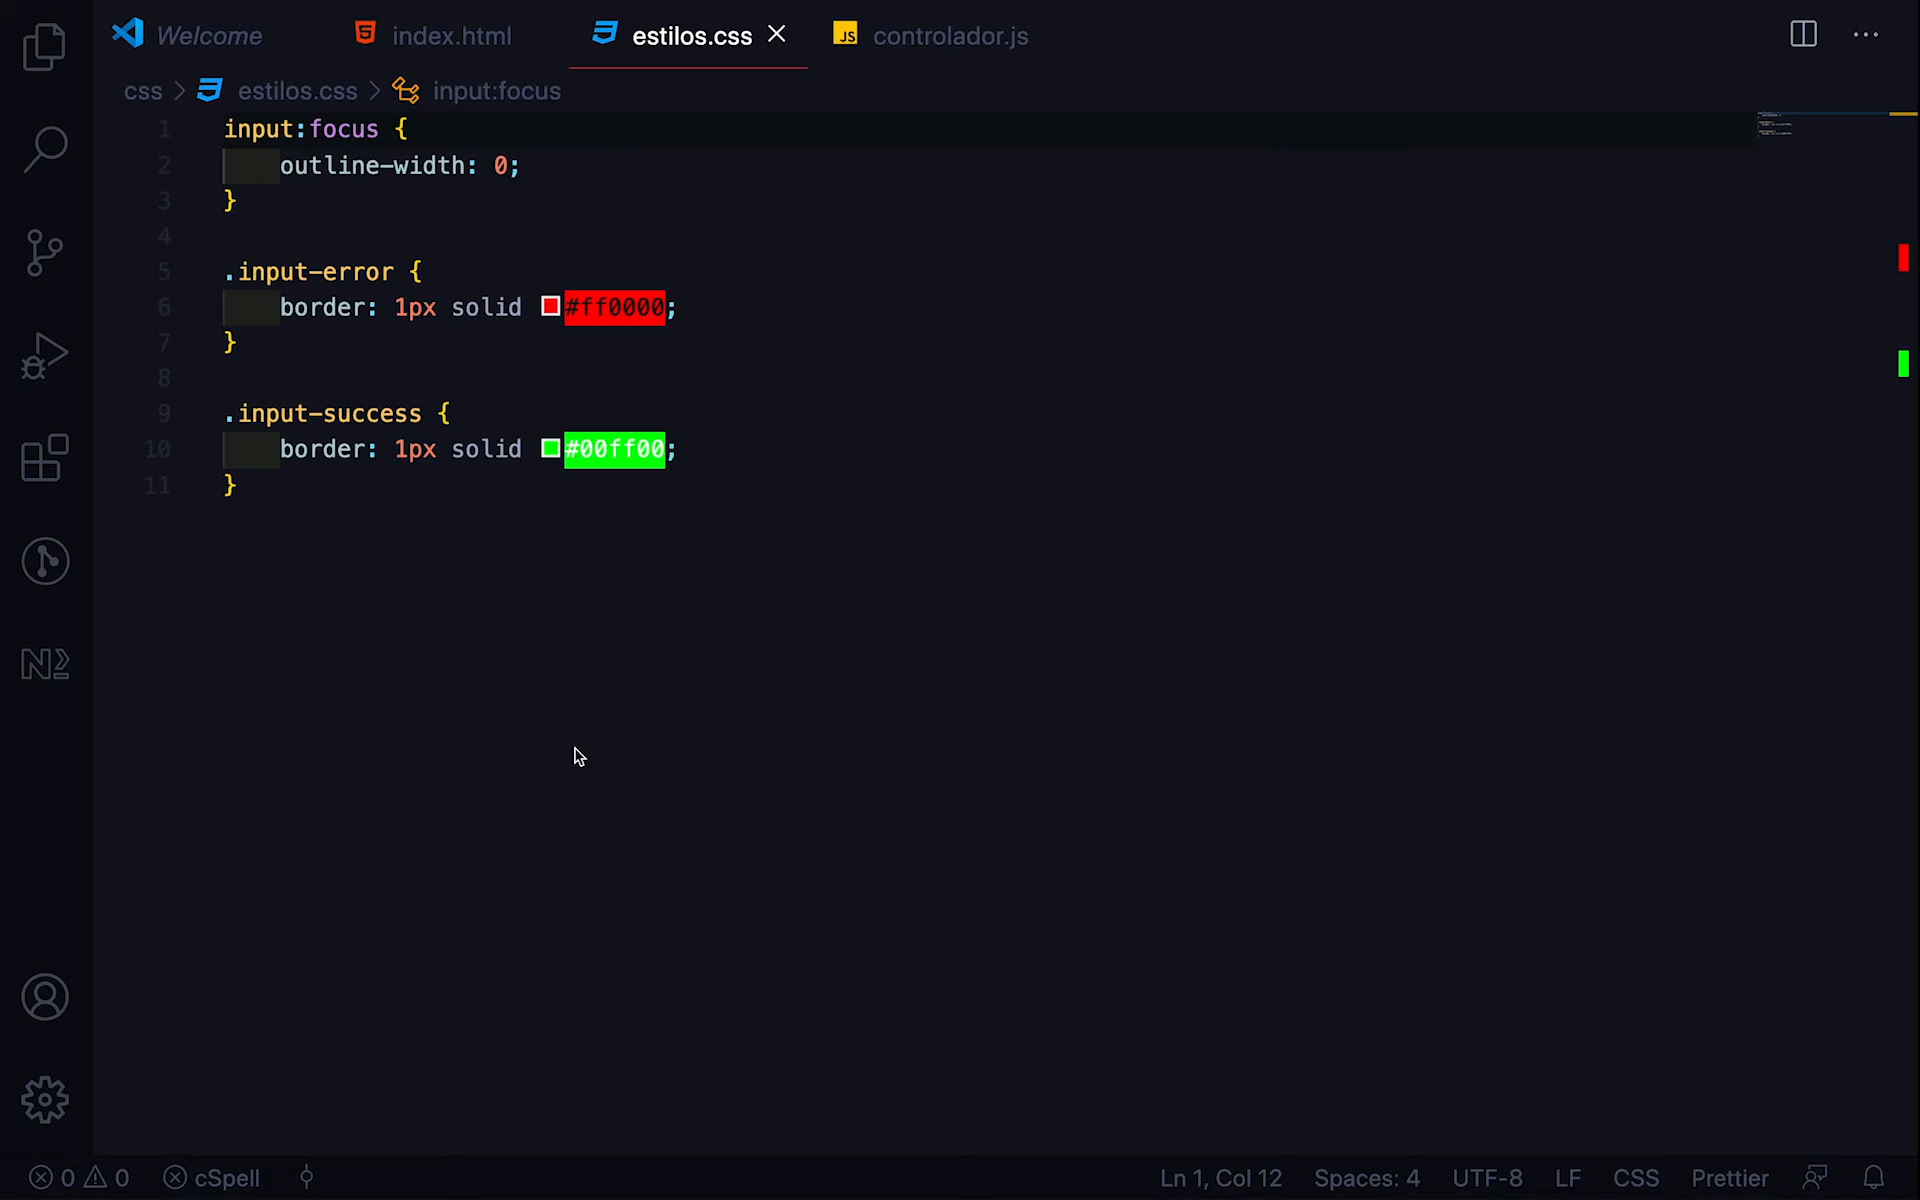 Welcome index.html estilos.css controlador.js
css > estilos.css > input:focus
1 input:focus {
2 outline-width: 0;
3 }
4
5 .input-error {
6 border: 1px solid #ff0000;
7 }
8
9 .input-success {
10 border: 1px solid #00ff00;
11 }
0 0 cSpell Ln 1, Col 12 Spaces: 4 UTF-8 LF CSS Prettier